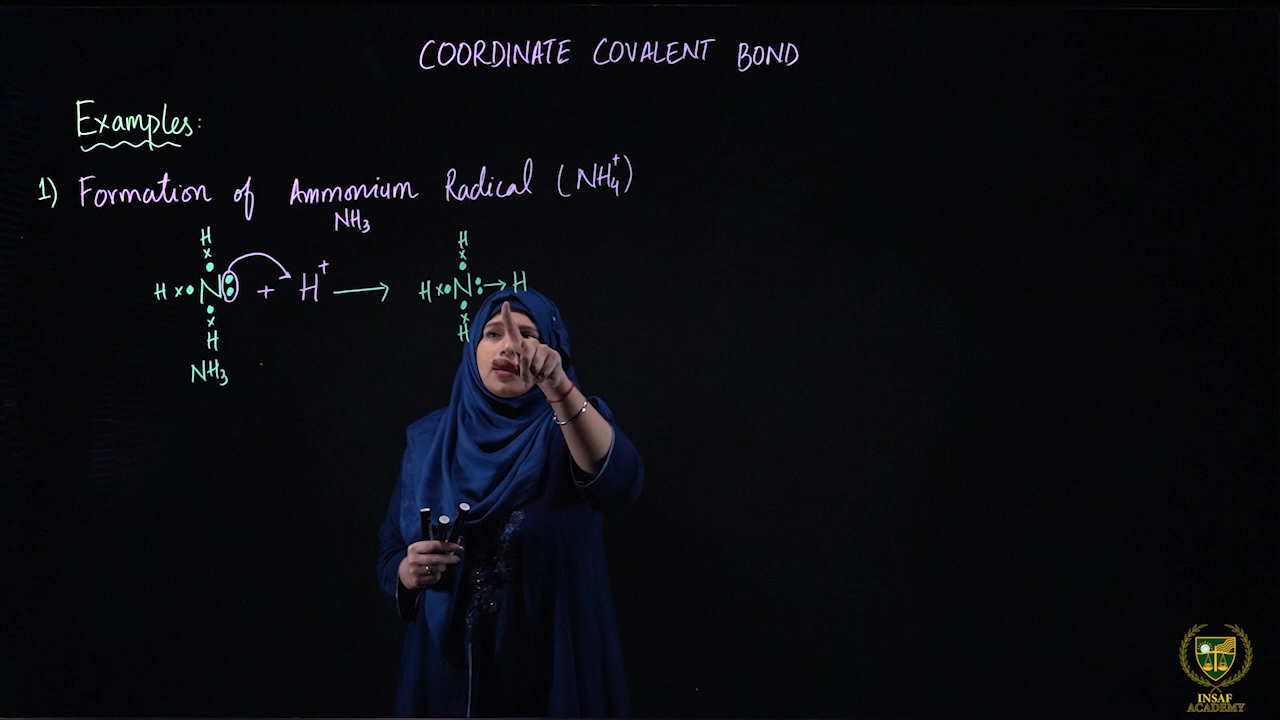 COORDINATE COVALENT BOND
Examples:
1) Formation of Ammonium Radical (NH₄⁺)
NH₃
H H
x x
H x • N : + H⁺ ⟶ H x • N : → H
x x
H H
NH₃
INSAF
ACADEMY